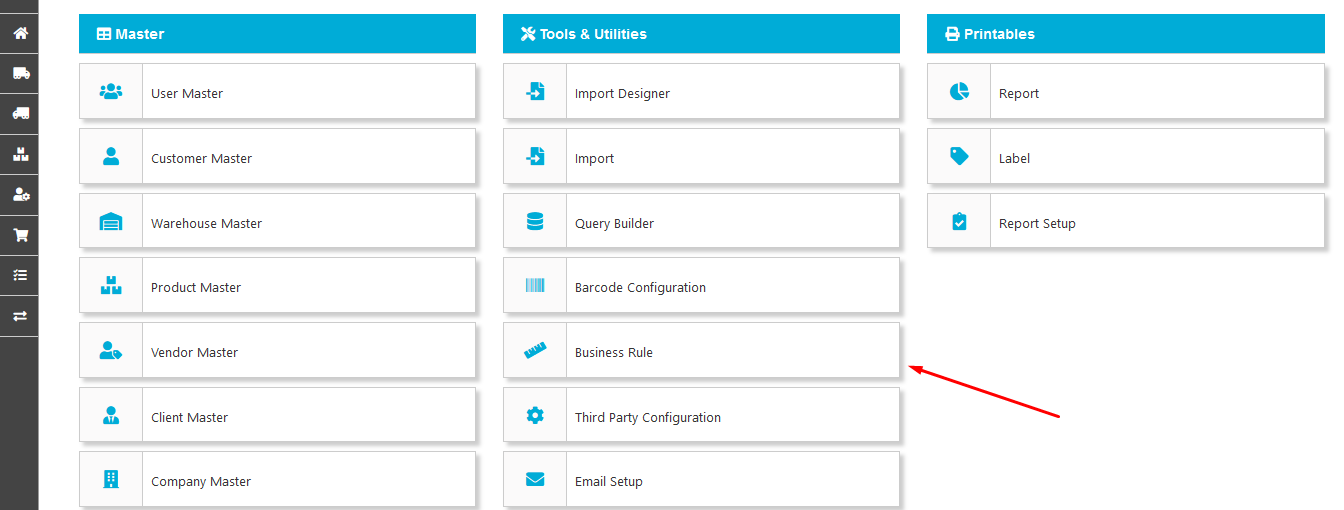 Master
User Master
Customer Master
Warehouse Master
Product Master
Vendor Master
Client Master
Company Master
Tools & Utilities
Import Designer
Import
Query Builder
Barcode Configuration
Business Rule
Third Party Configuration
Email Setup
Printables
Report
Label
Report Setup